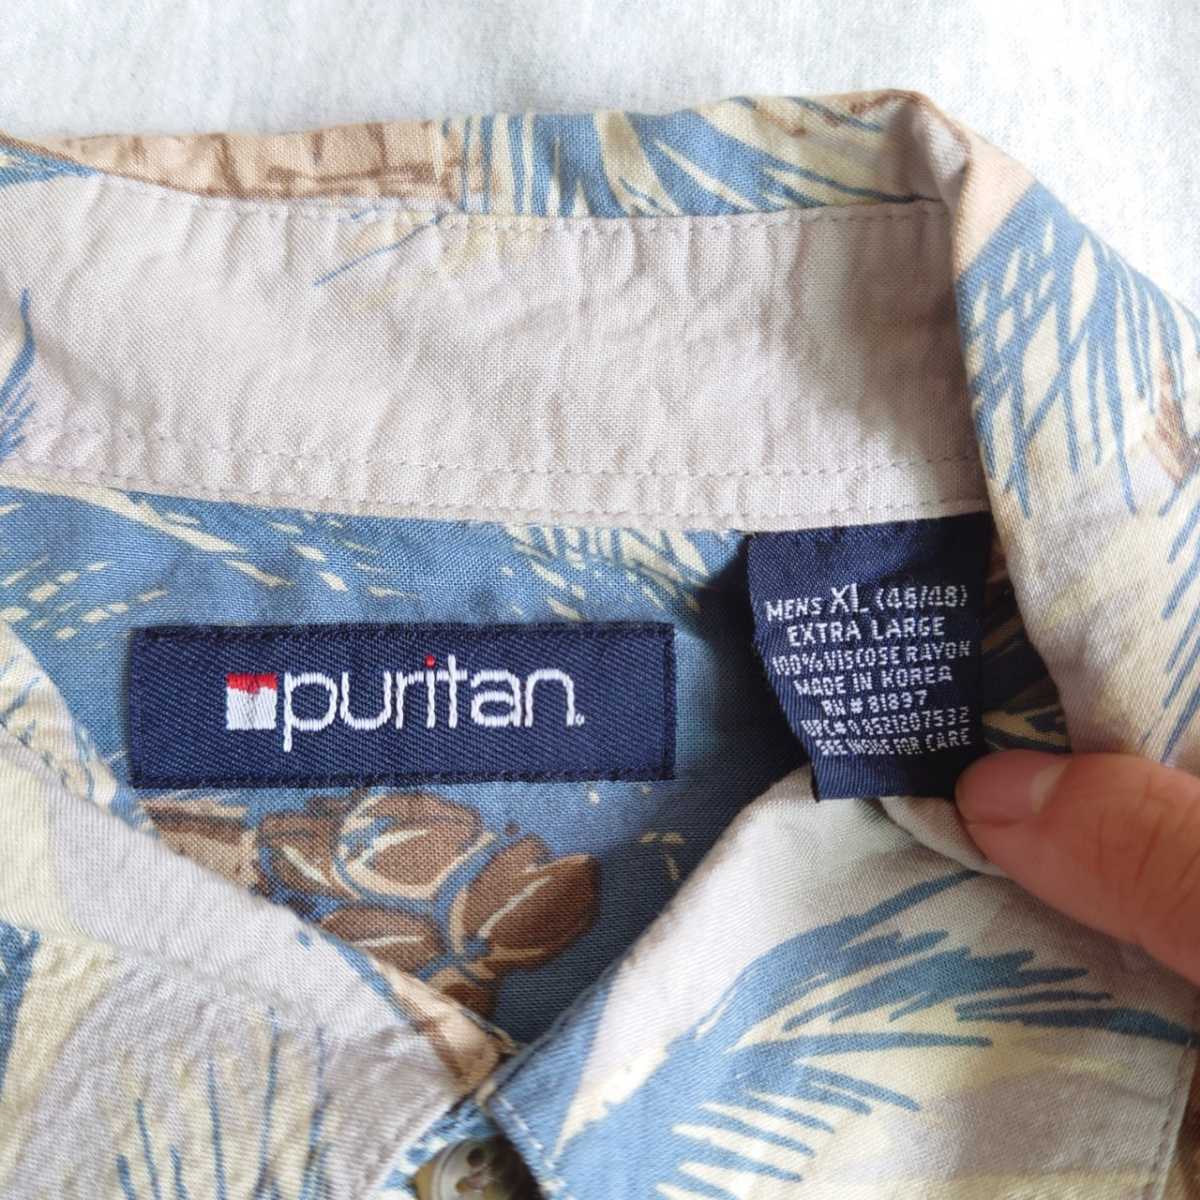 puritan.
MENS XL (46/48)
EXTRA LARGE
100% VISCOSE RAYON
MADE IN KOREA
RN # 81897
SEE INSIDE FOR CARE